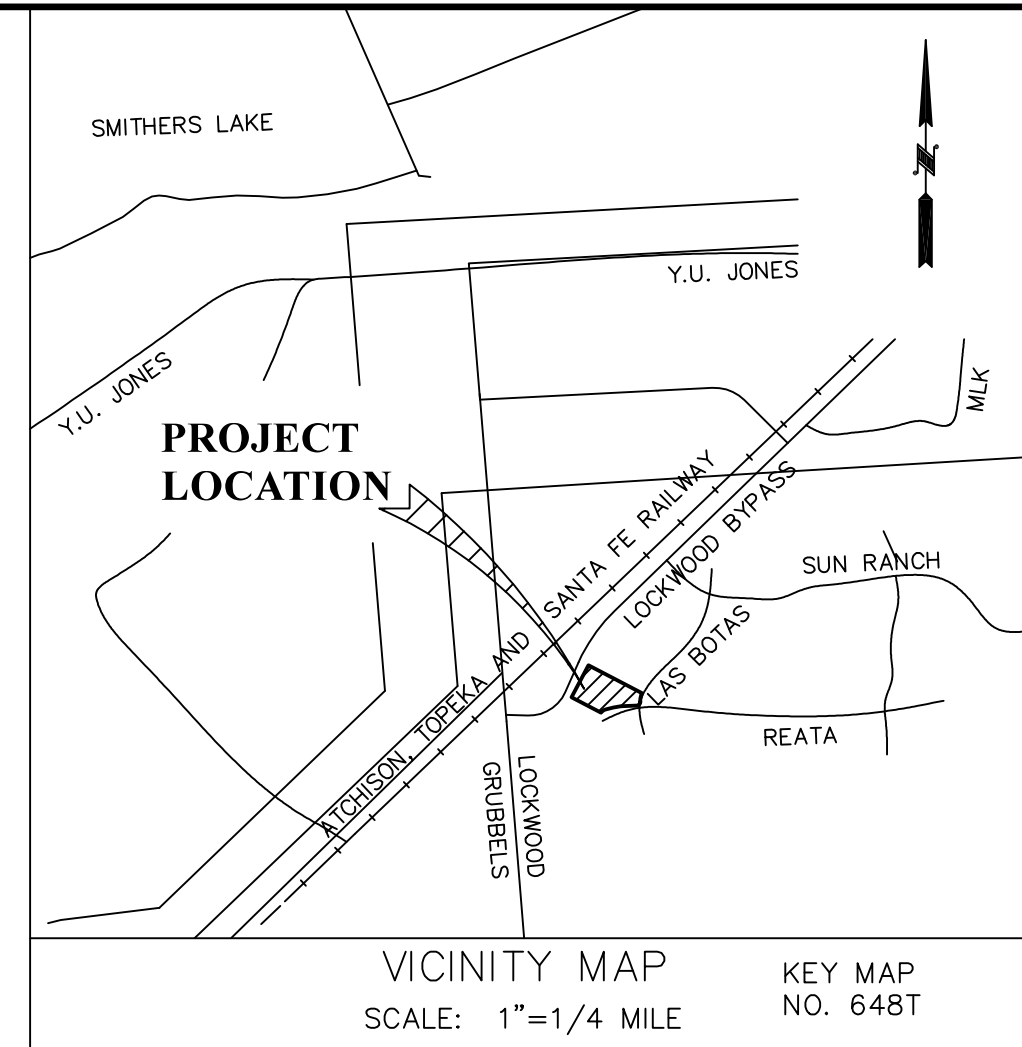 SMITHERS LAKE
N
Y.U. JONES
Y.U. JONES
MLK
PROJECT
LOCATION
ATCHISON, TOPEKA AND SANTA FE RAILWAY
LOCKWOOD BYPASS
SUN RANCH
LAS BOTAS
REATA
LOCKWOOD
GRUBBELS
VICINITY MAP
SCALE: 1"=1/4 MILE
KEY MAP
NO. 648T